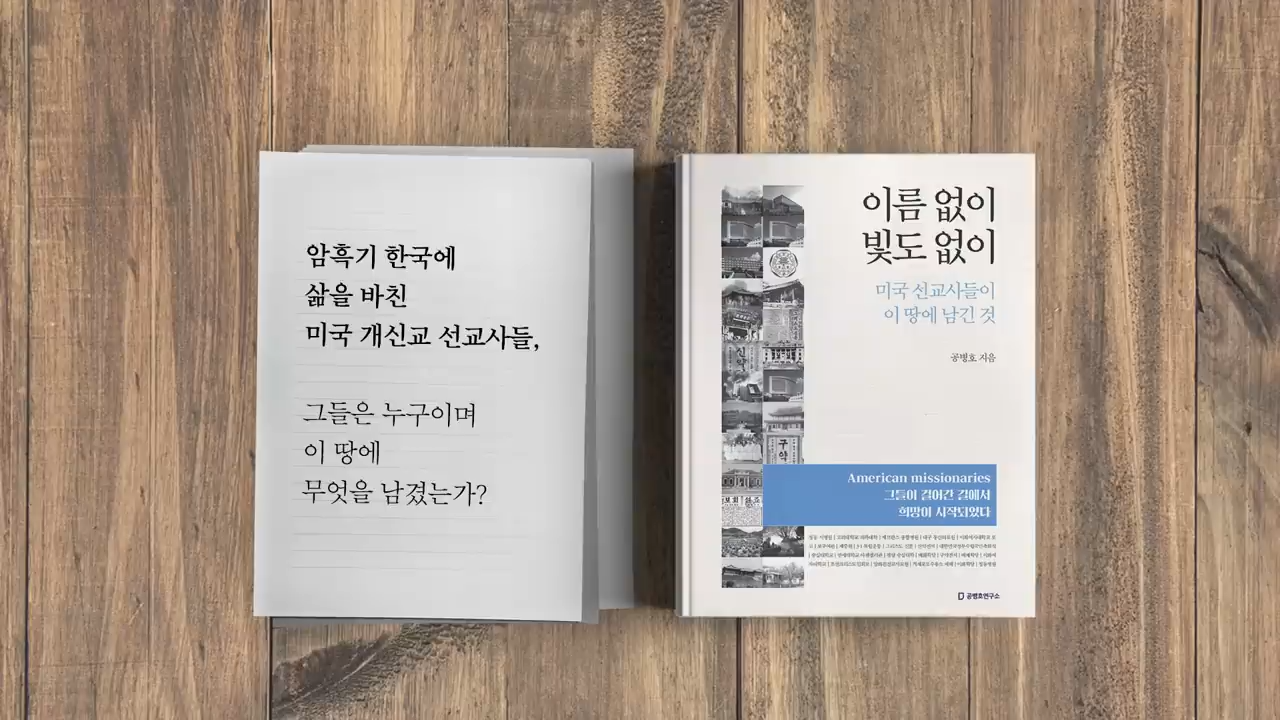 암흑기 한국에
삶을 바친
미국 개신교 선교사들,
그들은 누구이며
이 땅에
무엇을 남겼는가?
이름 없이
빛도 없이
미국 선교사들이
이 땅에 남긴 것
공병호 지음
구약
American missionaries
그들이 걸어간 길에서
희망이 시작되었다
공병호연구소